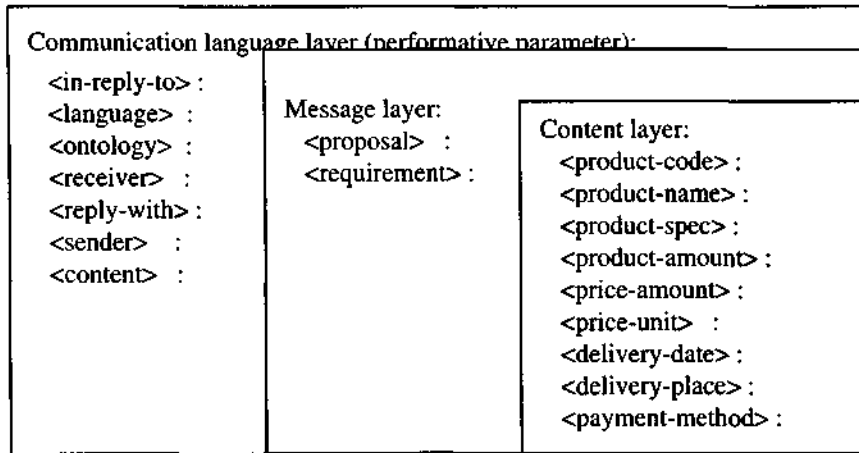 Communication language layer (performative parameter):
<in-reply-to> :
<language> :
<ontology> :
<receiver> :
<reply-with> :
<sender> :
<content> :
Message layer:
<proposal> :
<requirement> :
Content layer:
<product-code> :
<product-name> :
<product-spec> :
<product-amount> :
<price-amount> :
<price-unit> :
<delivery-date> :
<delivery-place> :
<payment-method> :